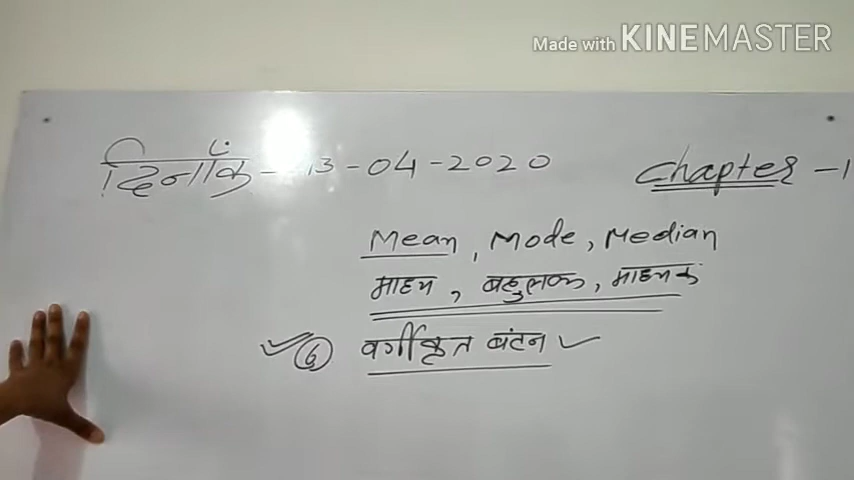 Made with KINEMASTER
दिनांक - 13-04-2020
Chapter -1
Mean, Mode, Median
माध्य, बहुलक, माध्यक
6 वर्गीकृत बंटन